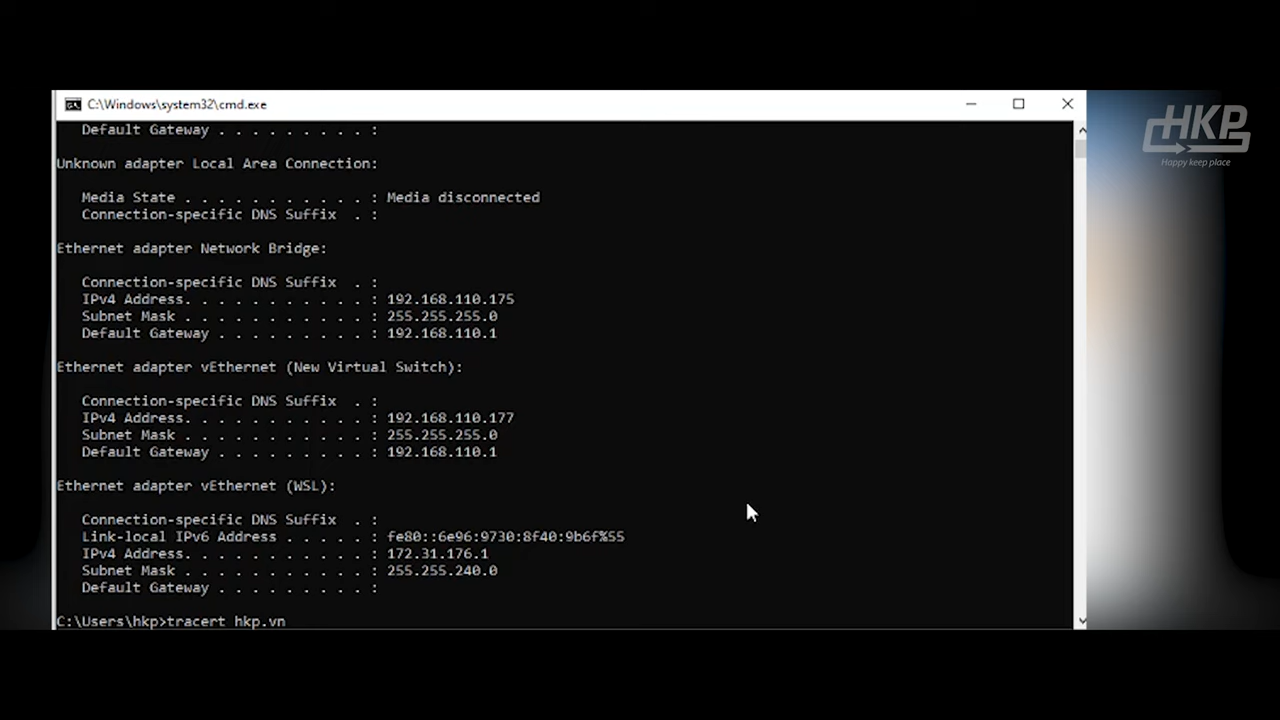 C:\Windows\system32\cmd.exe
HKP
Happy keep place
Default Gateway . . . . . . . . . :
Unknown adapter Local Area Connection:
Media State . . . . . . . . . . . : Media disconnected
Connection-specific DNS Suffix  . :
Ethernet adapter Network Bridge:
Connection-specific DNS Suffix  . :
IPv4 Address. . . . . . . . . . . : 192.168.110.175
Subnet Mask . . . . . . . . . . . : 255.255.255.0
Default Gateway . . . . . . . . . : 192.168.110.1
Ethernet adapter vEthernet (New Virtual Switch):
Connection-specific DNS Suffix  . :
IPv4 Address. . . . . . . . . . . : 192.168.110.177
Subnet Mask . . . . . . . . . . . : 255.255.255.0
Default Gateway . . . . . . . . . : 192.168.110.1
Ethernet adapter vEthernet (WSL):
Connection-specific DNS Suffix  . :
Link-local IPv6 Address . . . . . : fe80::6e96:9730:8f40:9b6f%55
IPv4 Address. . . . . . . . . . . : 172.31.176.1
Subnet Mask . . . . . . . . . . . : 255.255.240.0
Default Gateway . . . . . . . . . :
C:\Users\hkp>tracert hkp.vn